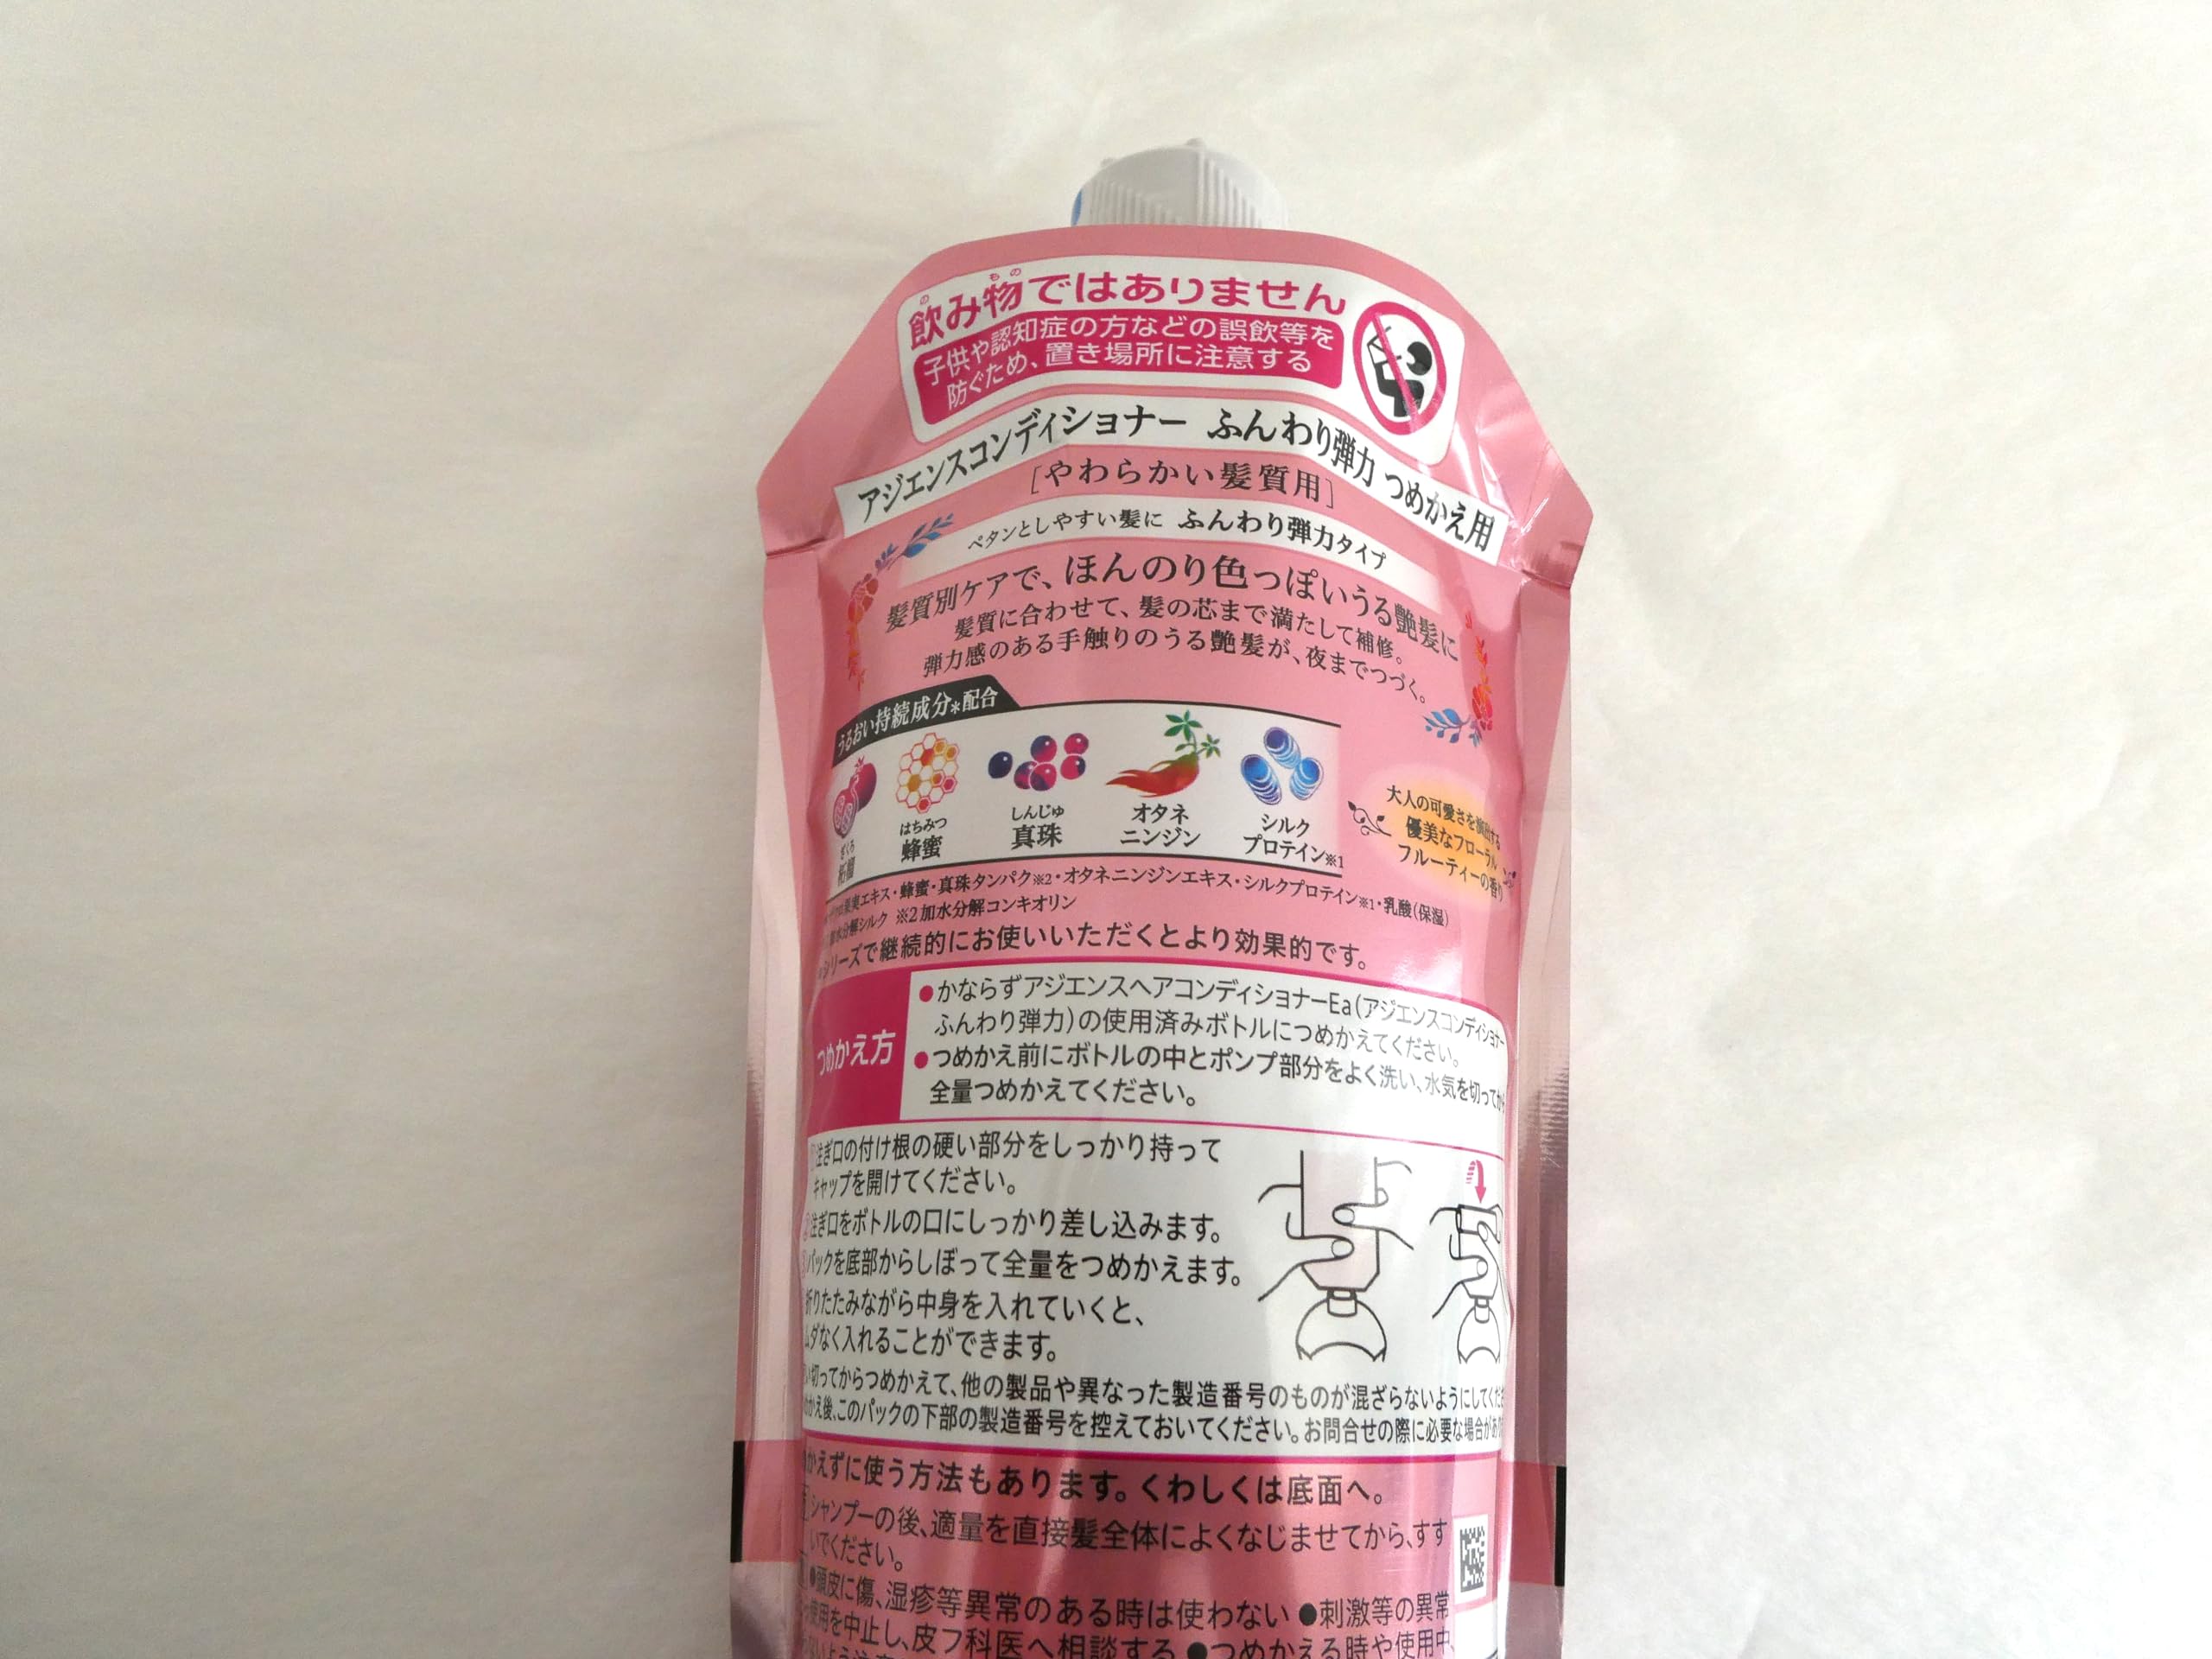 飲み物ではありません
子供や認知症の方などの誤飲等を
防ぐため、置き場所に注意する
アジエンスコンディショナー ふんわり弾力 つめかえ用
［やわらかい髪質用］
ペタンとしやすい髪に ふんわり弾力タイプ
髪質別ケアで、ほんのり色っぽいうる艶髪に
髪質に合わせて、髪の芯まで満たして補修。
弾力感のある手触りのうる艶髪が、夜までつづく。
うるおい持続成分*配合
ざくろ
柘榴
はちみつ
蜂蜜
しんじゅ
真珠
オタネ
ニンジン
シルク
プロテイン※1
大人の可愛さを演出する
優美なフローラル
フルーティーの香り
果実エキス・蜂蜜・真珠タンパク※2・オタネニンジンエキス・シルクプロテイン※1・乳酸(保湿)
水分解シルク ※2加水分解コンキオリン
シリーズで継続的にお使いいただくとより効果的です。
つめかえ方
●かならずアジエンスヘアコンディショナーEa(アジエンスコンディショナー
ふんわり弾力)の使用済みボトルにつめかえてください。
●つめかえ前にボトルの中とポンプ部分をよく洗い、水気を切ってから
全量つめかえてください。
注ぎ口の付け根の硬い部分をしっかり持って
キャップを開けてください。
注ぎ口をボトルの口にしっかり差し込みます。
パックを底部からしぼって全量をつめかえます。
折りたたみながら中身を入れていくと、
ムダなく入れることができます。
切ってからつめかえて、他の製品や異なった製造番号のものが混ざらないようにしてくだ
かえ後、このパックの下部の製造番号を控えておいてください。お問合せの際に必要な場合が
かえずに使う方法もあります。くわしくは底面へ。
シャンプーの後、適量を直接髪全体によくなじませてから、すす
いでください。
●頭皮に傷、湿疹等異常のある時は使わない ●刺激等の異常
使用を中止し、皮フ科医へ相談する ●つめかえる時や使用中、